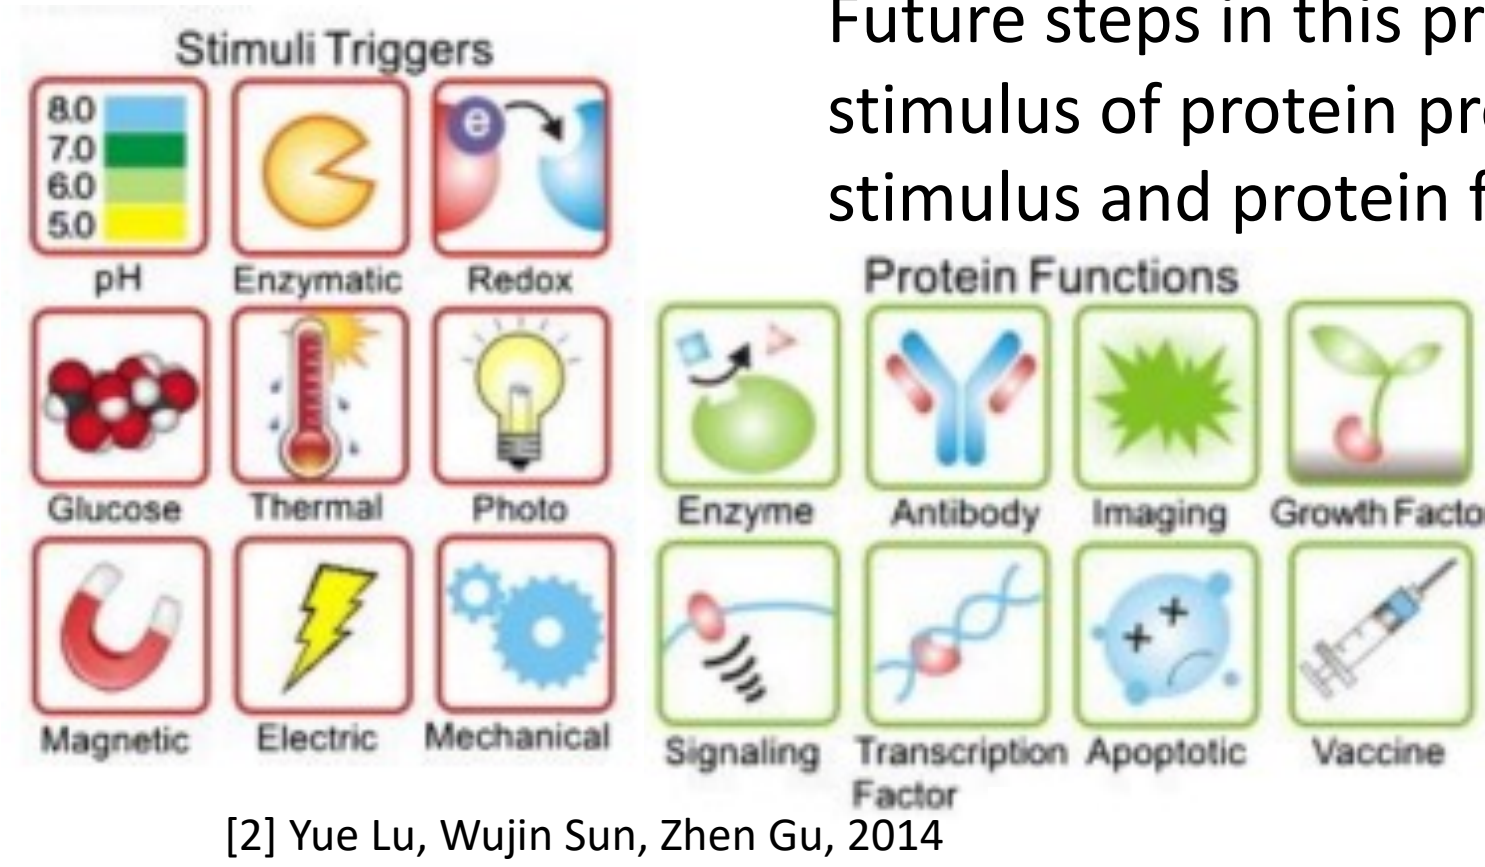 Future steps in this pr
stimulus of protein pr
stimulus and protein f
Stimuli Triggers
8.0
7.0
6.0
5.0
e
pH Enzymatic Redox
Glucose Thermal Photo
Magnetic Electric Mechanical
Protein Functions
Enzyme Antibody Imaging Growth Facto
Signaling Transcription Apoptotic Vaccine
Factor
[2] Yue Lu, Wujin Sun, Zhen Gu, 2014